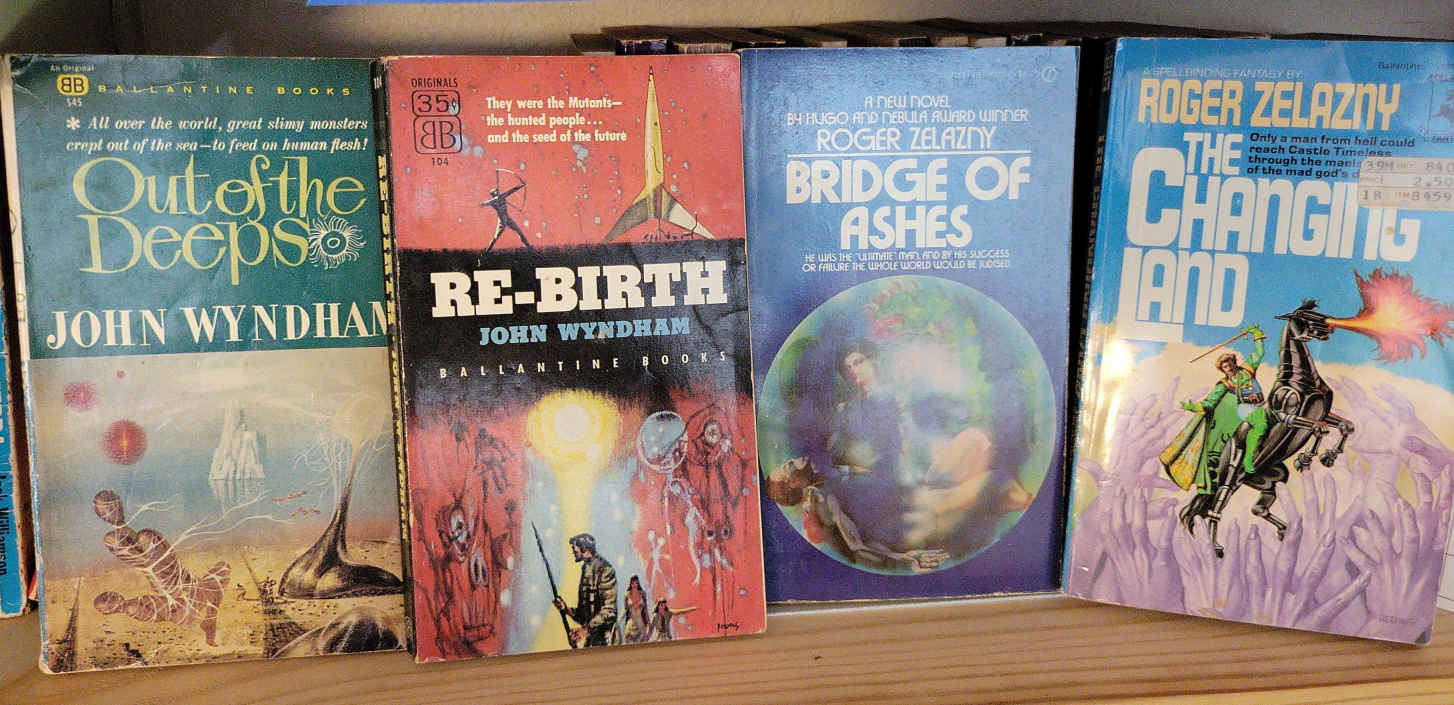 An Original
BB
BALLANTINE BOOKS
545
* All over the world, great slimy monsters
crept out of the sea—to feed on human flesh!
Out of the
Deeps
JOHN WYNDHAM
ORIGINALS
35¢
BB
104
They were the Mutants—
the hunted people...
and the seed of the future
RE-BIRTH
JOHN WYNDHAM
BALLANTINE BOOKS
A NEW NOVEL
BY HUGO AND NEBULA AWARD WINNER
ROGER ZELAZNY
BRIDGE OF
ASHES
HE WAS THE "ULTIMATE" MAN, AND BY HIS SUCCESS
OR FAILURE THE WHOLE WORLD WOULD BE JUDGED.
Ballantine
A SPELLBINDING FANTASY BY
ROGER ZELAZNY
THE
CHANGING
LAND
Only a man from hell could
reach Castle Timeless
through the
of the mad god's
Williamson